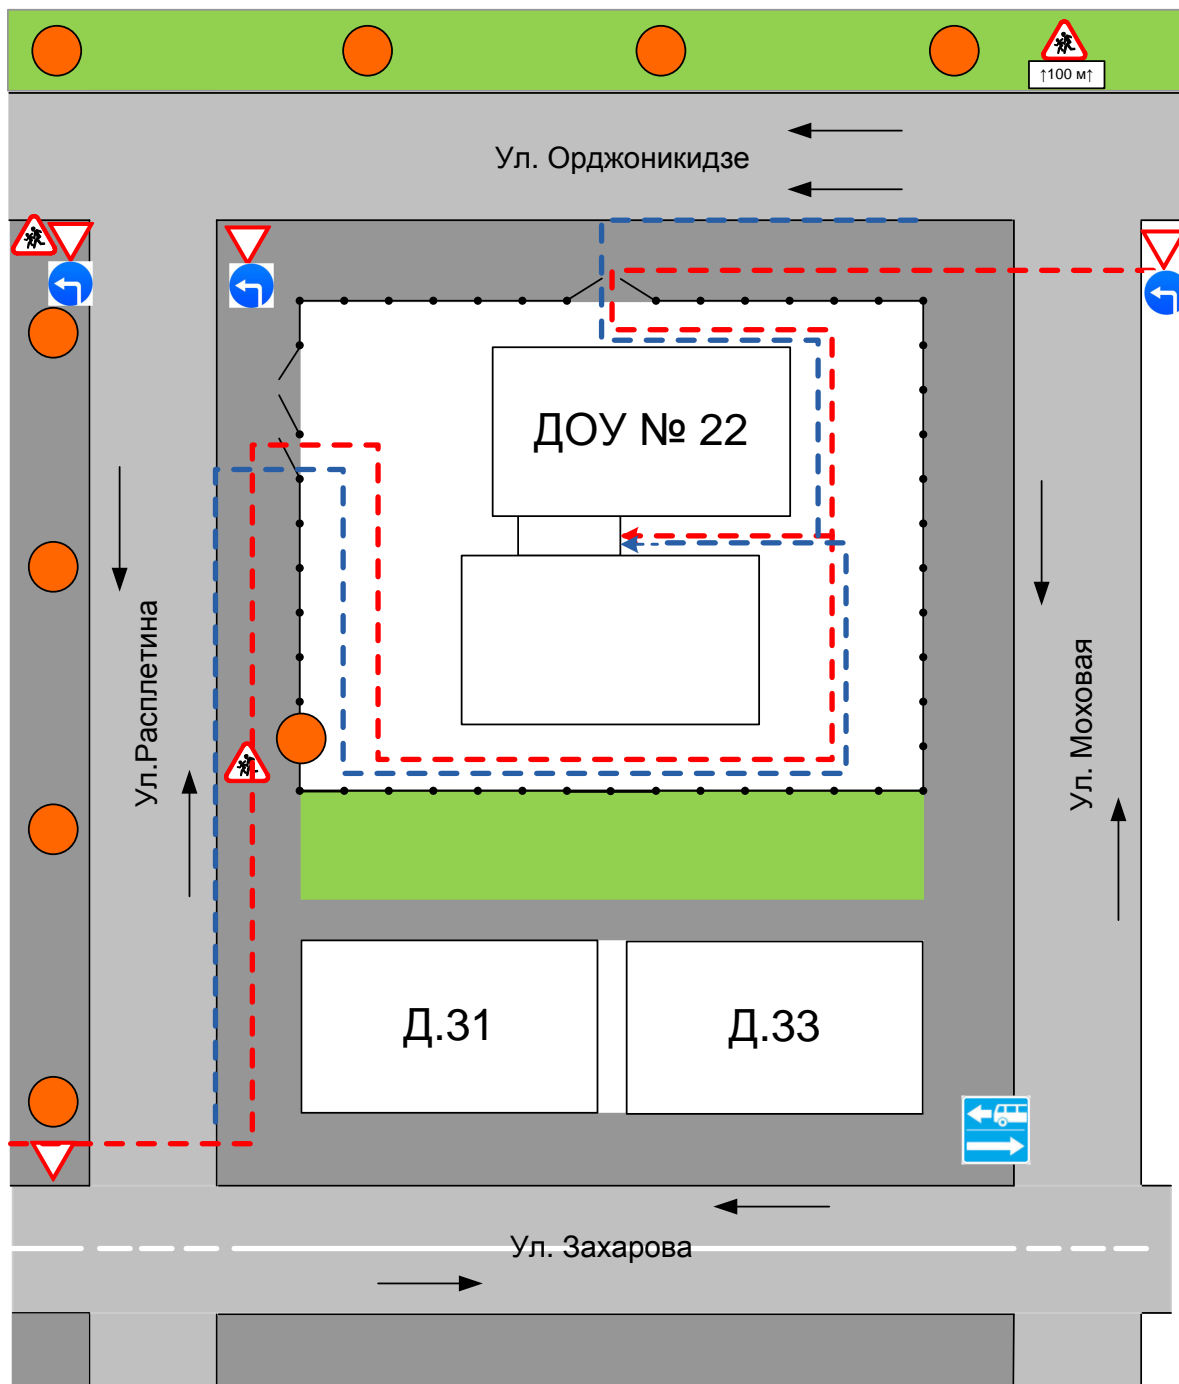 ↑100 м↑
Ул. Орджоникидзе
ДОУ № 22
Ул.Расплетина
Ул. Моховая
Д.31
Д.33
Ул. Захарова